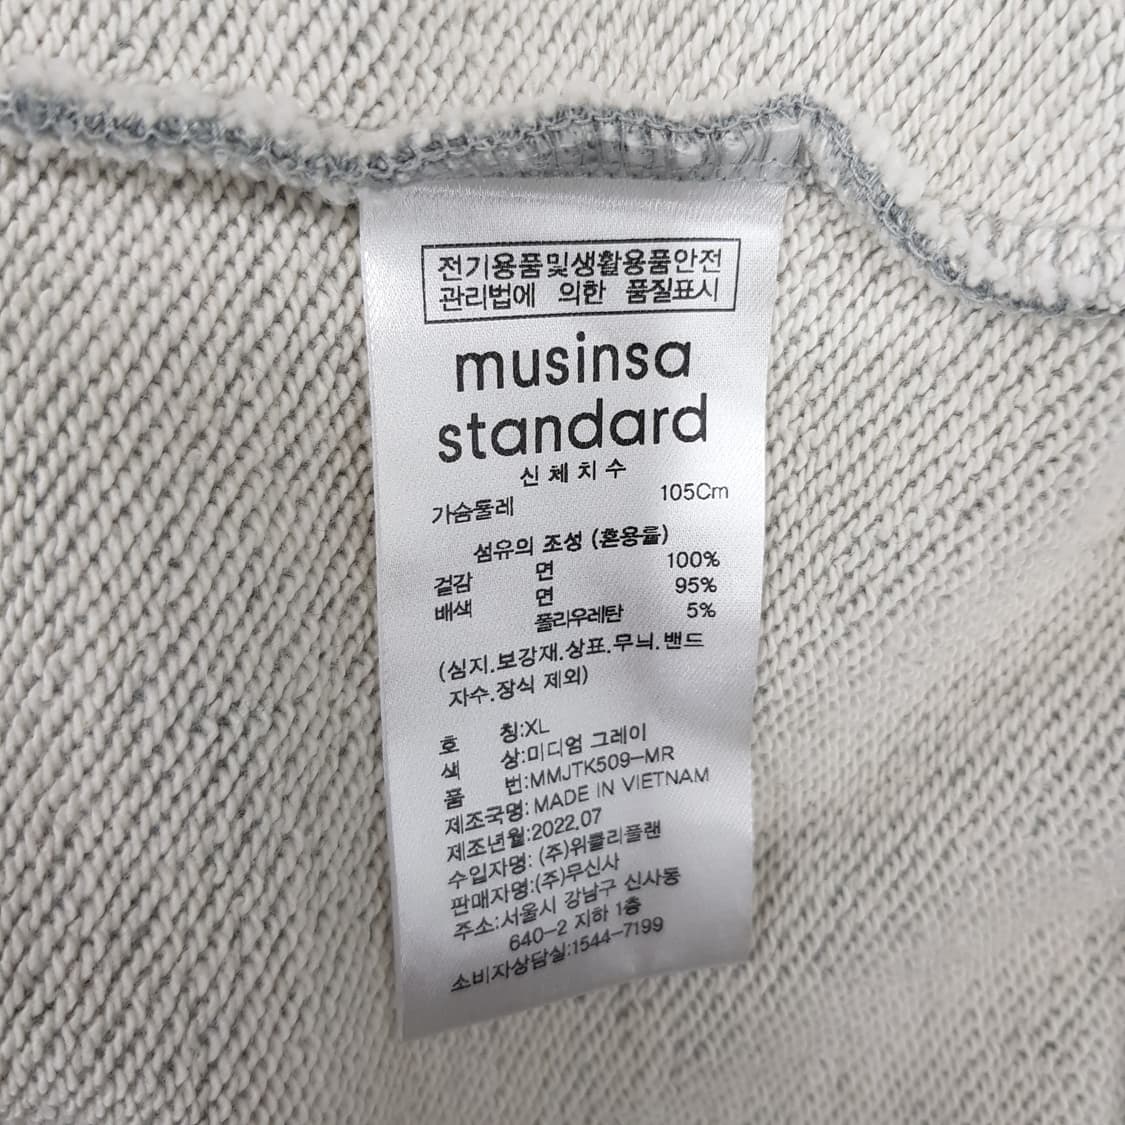 전기용품및생활용품안전
관리법에 의한 품질표시
musinsa
standard
신체치수
가슴둘레 105Cm
섬유의 조성 (혼용률)
겉감 면 100%
배색 면 95%
폴리우레탄 5%
(심지.보강재.상표.무늬.밴드
자수.장식 제외)
호 칭:XL
색 상:미디엄 그레이
품 번:MMJTK509-MR
제조국명: MADE IN VIETNAM
제조년월:2022.07
수입자명: (주)위클리플랜
판매자명:(주)무신사
주소:서울시 강남구 신사동
640-2 지하 1층
소비자상담실:1544-7199